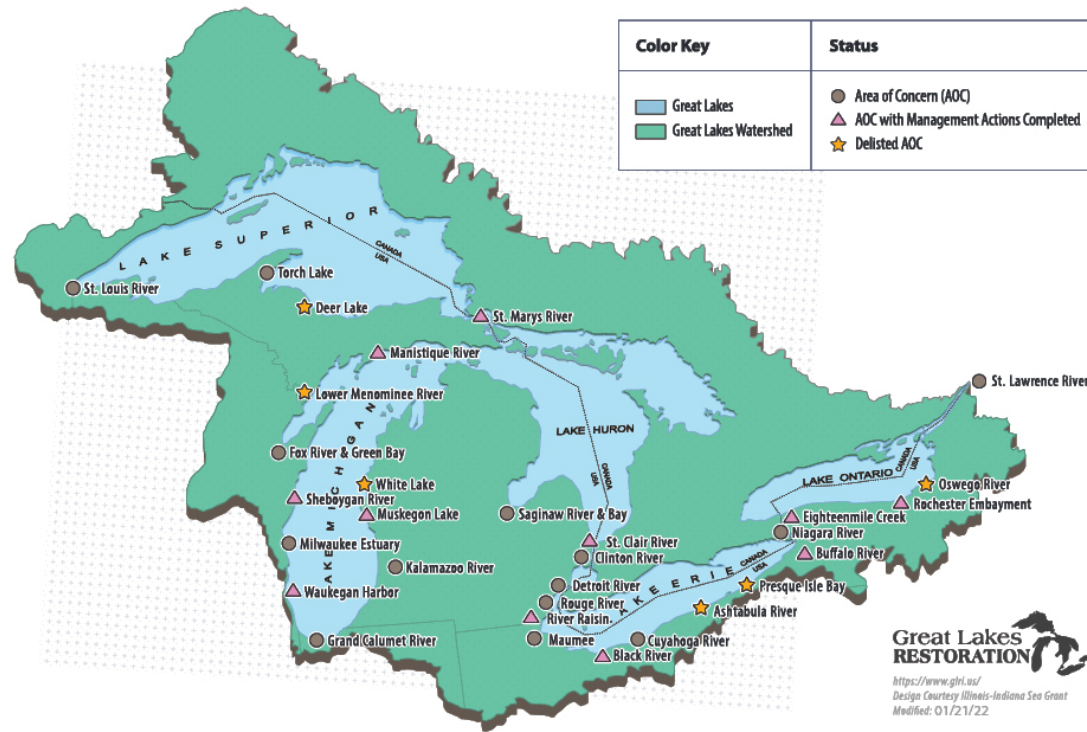 Color Key
Status
Great Lakes
Great Lakes Watershed
Area of Concern (AOC)
AOC with Management Actions Completed
Delisted AOC
LAKE SUPERIOR
CANADA
USA
Torch Lake
St. Louis River
Deer Lake
St. Marys River
Manistique River
Lower Menominee River
St. Lawrence River
LAKE HURON
CANADA
USA
Fox River & Green Bay
LAKE MICHIGAN
White Lake
Sheboygan River
Muskegon Lake
Saginaw River & Bay
LAKE ONTARIO
CANADA
USA
Oswego River
Rochester Embayment
Eighteenmile Creek
Niagara River
Buffalo River
Milwaukee Estuary
Kalamazoo River
St. Clair River
Clinton River
Waukegan Harbor
Detroit River
Rouge River
River Raisin
LAKE ERIE
CANADA
USA
Presque Isle Bay
Ashtabula River
Grand Calumet River
Maumee
Cuyahoga River
Black River
Great Lakes
RESTORATION
https://www.glri.us/
Design Courtesy Illinois-Indiana Sea Grant
Modified: 01/21/22